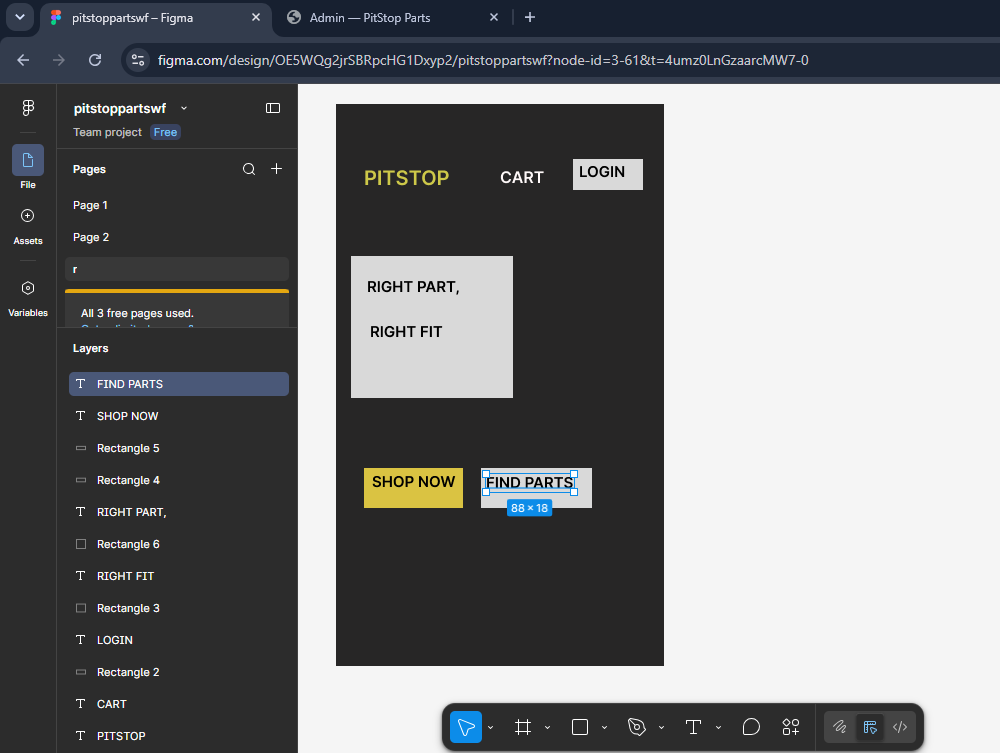 pitstoppartswf – Figma
Admin — PitStop Parts
figma.com/design/OE5WQg2jrSBRpcHG1Dxyp2/pitstoppartswf?node-id=3-61&t=4umz0LnGzaarcMW7-0
pitstoppartswf
Team project Free
File
Assets
Variables
Pages
Page 1
Page 2
r
All 3 free pages used.
Layers
FIND PARTS
SHOP NOW
Rectangle 5
Rectangle 4
RIGHT PART,
Rectangle 6
RIGHT FIT
Rectangle 3
LOGIN
Rectangle 2
CART
PITSTOP
PITSTOP
CART
LOGIN
RIGHT PART,
RIGHT FIT
SHOP NOW
FIND PARTS
88 × 18